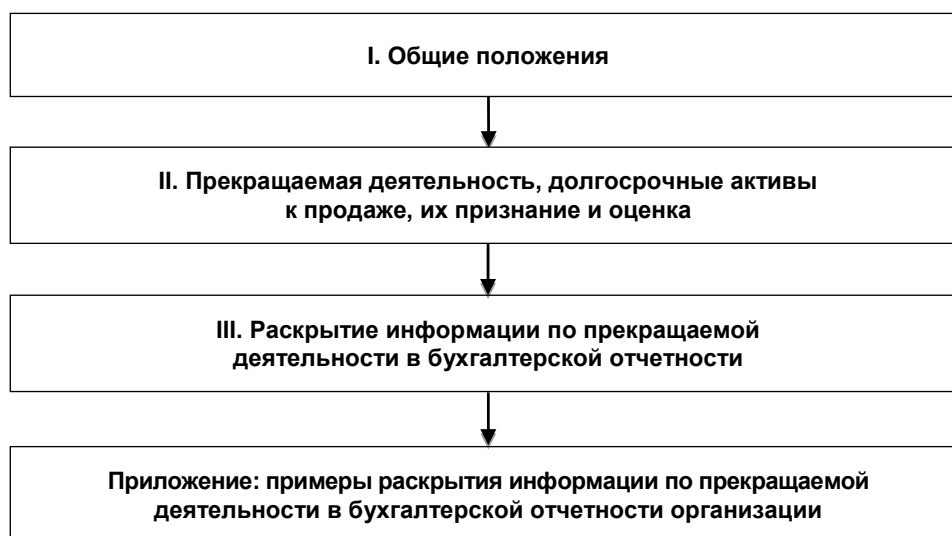 I. Общие положения
II. Прекращаемая деятельность, долгосрочные активы
к продаже, их признание и оценка
III. Раскрытие информации по прекращаемой
деятельности в бухгалтерской отчетности
Приложение: примеры раскрытия информации по прекращаемой
деятельности в бухгалтерской отчетности организации